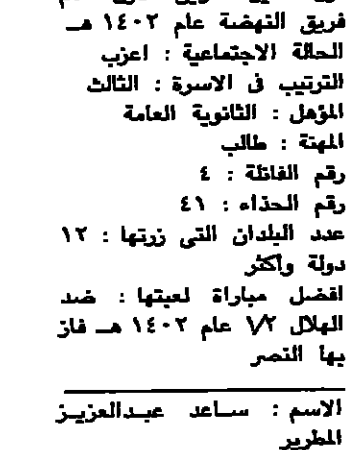 فريق النهضة عام ١٤٠٢ هـ
الحالة الاجتماعية : اعزب
الترتيب فى الاسرة : الثالث
المؤهل : الثانوية العامة
المهنة : طالب
رقم الفانلة : ٤
رقم الحذاء : ٤١
عدد البلدان التى زرتها : ١٢
دولة واكثر
افضل مباراة لعبتها : ضد
الهلال ١/٢ عام ١٤٠٢ هـ فاز
بها النصر
الاسم : ساعد عبدالعزيز
المطرير